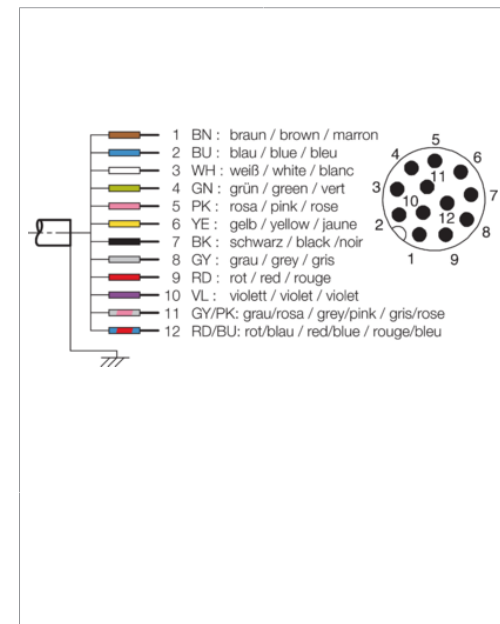 1 BN : braun / brown / marron
2 BU : blau / blue / bleu
3 WH : weiß / white / blanc
4 GN : grün / green / vert
5 PK : rosa / pink / rose
6 YE : gelb / yellow / jaune
7 BK : schwarz / black /noir
8 GY : grau / grey / gris
9 RD : rot / red / rouge
10 VL : violett / violet / violet
11 GY/PK: grau/rosa / grey/pink / gris/rose
12 RD/BU: rot/blau / red/blue / rouge/bleu
5
4 6
11
3 7
10
12
2 8
1 9